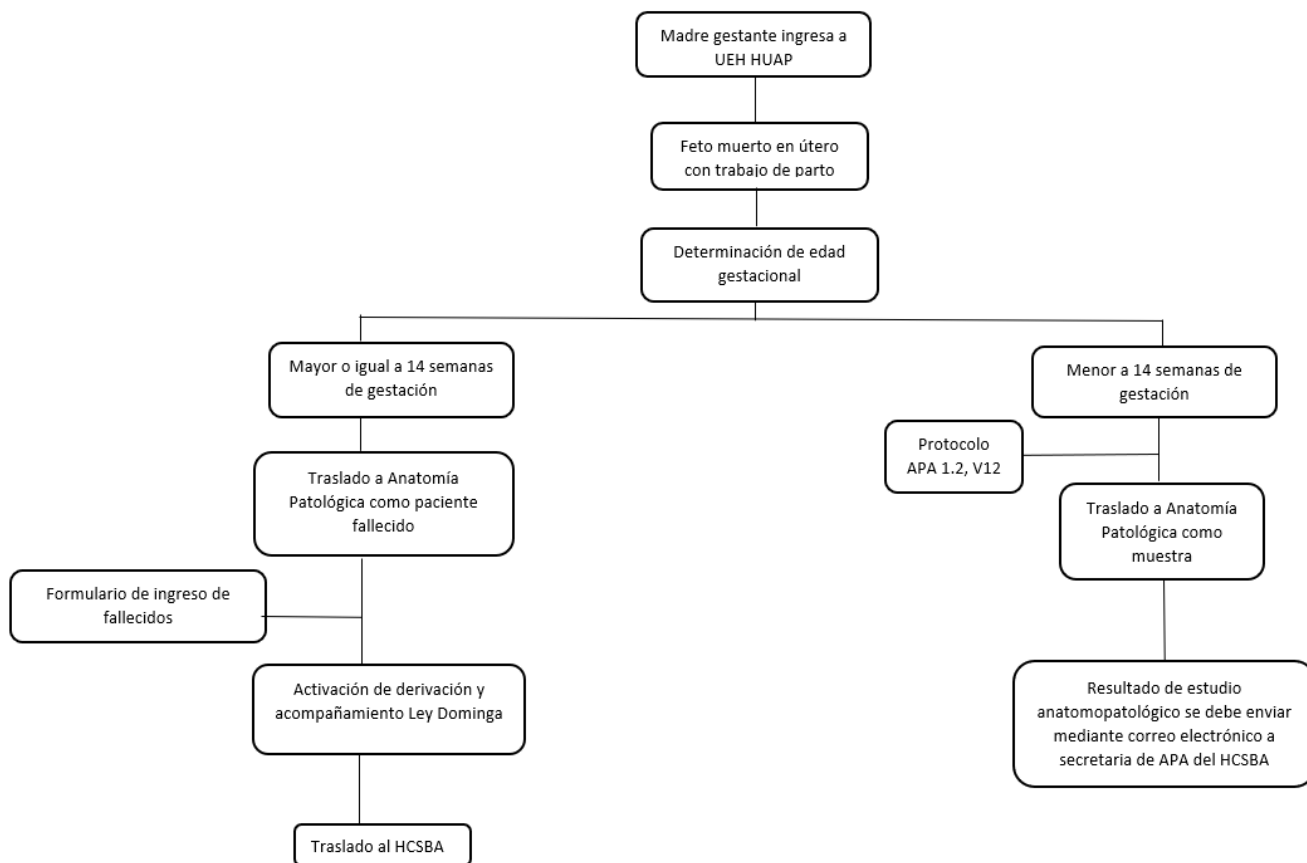 Madre gestante ingresa a
UEH HUAP
Feto muerto en útero
con trabajo de parto
Determinación de edad
gestacional
Mayor o igual a 14 semanas
de gestación
Menor a 14 semanas de
gestación
Protocolo
APA 1.2, V12
Traslado a Anatomía
Patológica como paciente
fallecido
Traslado a Anatomía
Patológica como
muestra
Formulario de ingreso de
fallecidos
Activación de derivación y
acompañamiento Ley Dominga
Resultado de estudio
anatomopatológico se debe enviar
mediante correo electrónico a
secretaria de APA del HCSBA
Traslado al HCSBA